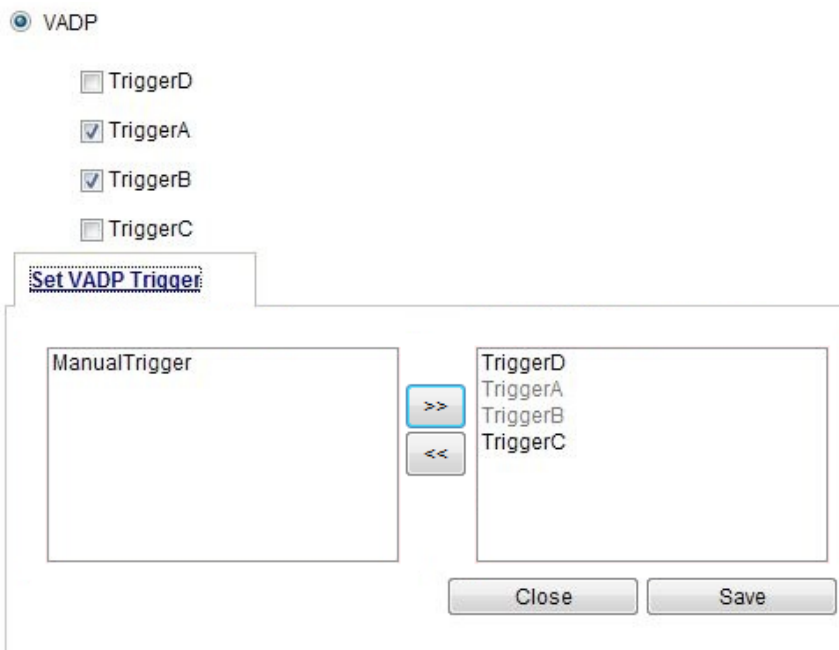 VADP
TriggerD
TriggerA
TriggerB
TriggerC
Set VADP Trigger
ManualTrigger
>>
<<
TriggerD
TriggerA
TriggerB
TriggerC
Close Save